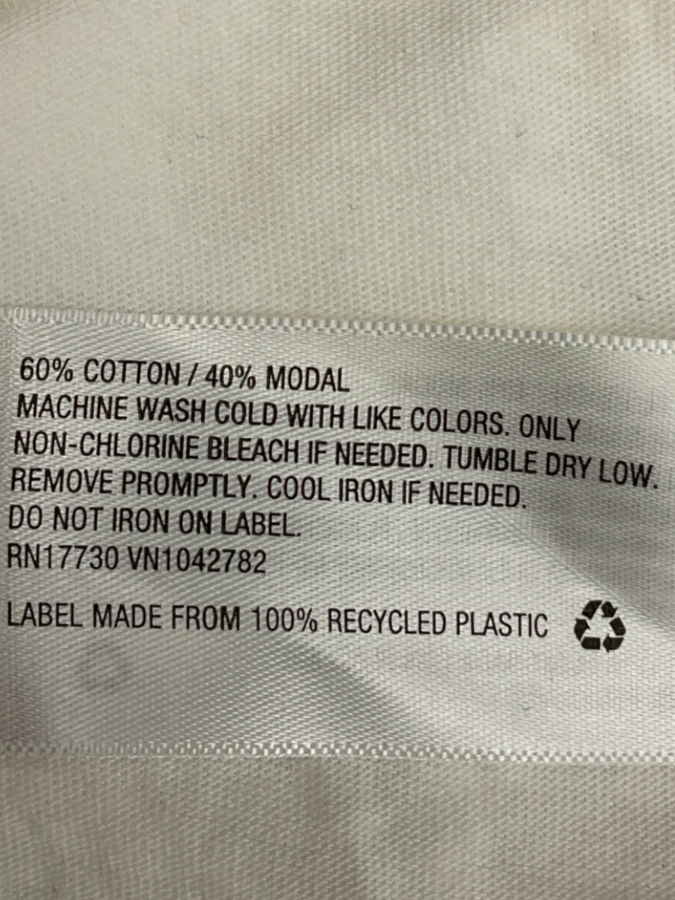 60% COTTON / 40% MODAL
MACHINE WASH COLD WITH LIKE COLORS. ONLY
NON-CHLORINE BLEACH IF NEEDED. TUMBLE DRY LOW.
REMOVE PROMPTLY. COOL IRON IF NEEDED.
DO NOT IRON ON LABEL.
RN17730 VN1042782
LABEL MADE FROM 100% RECYCLED PLASTIC